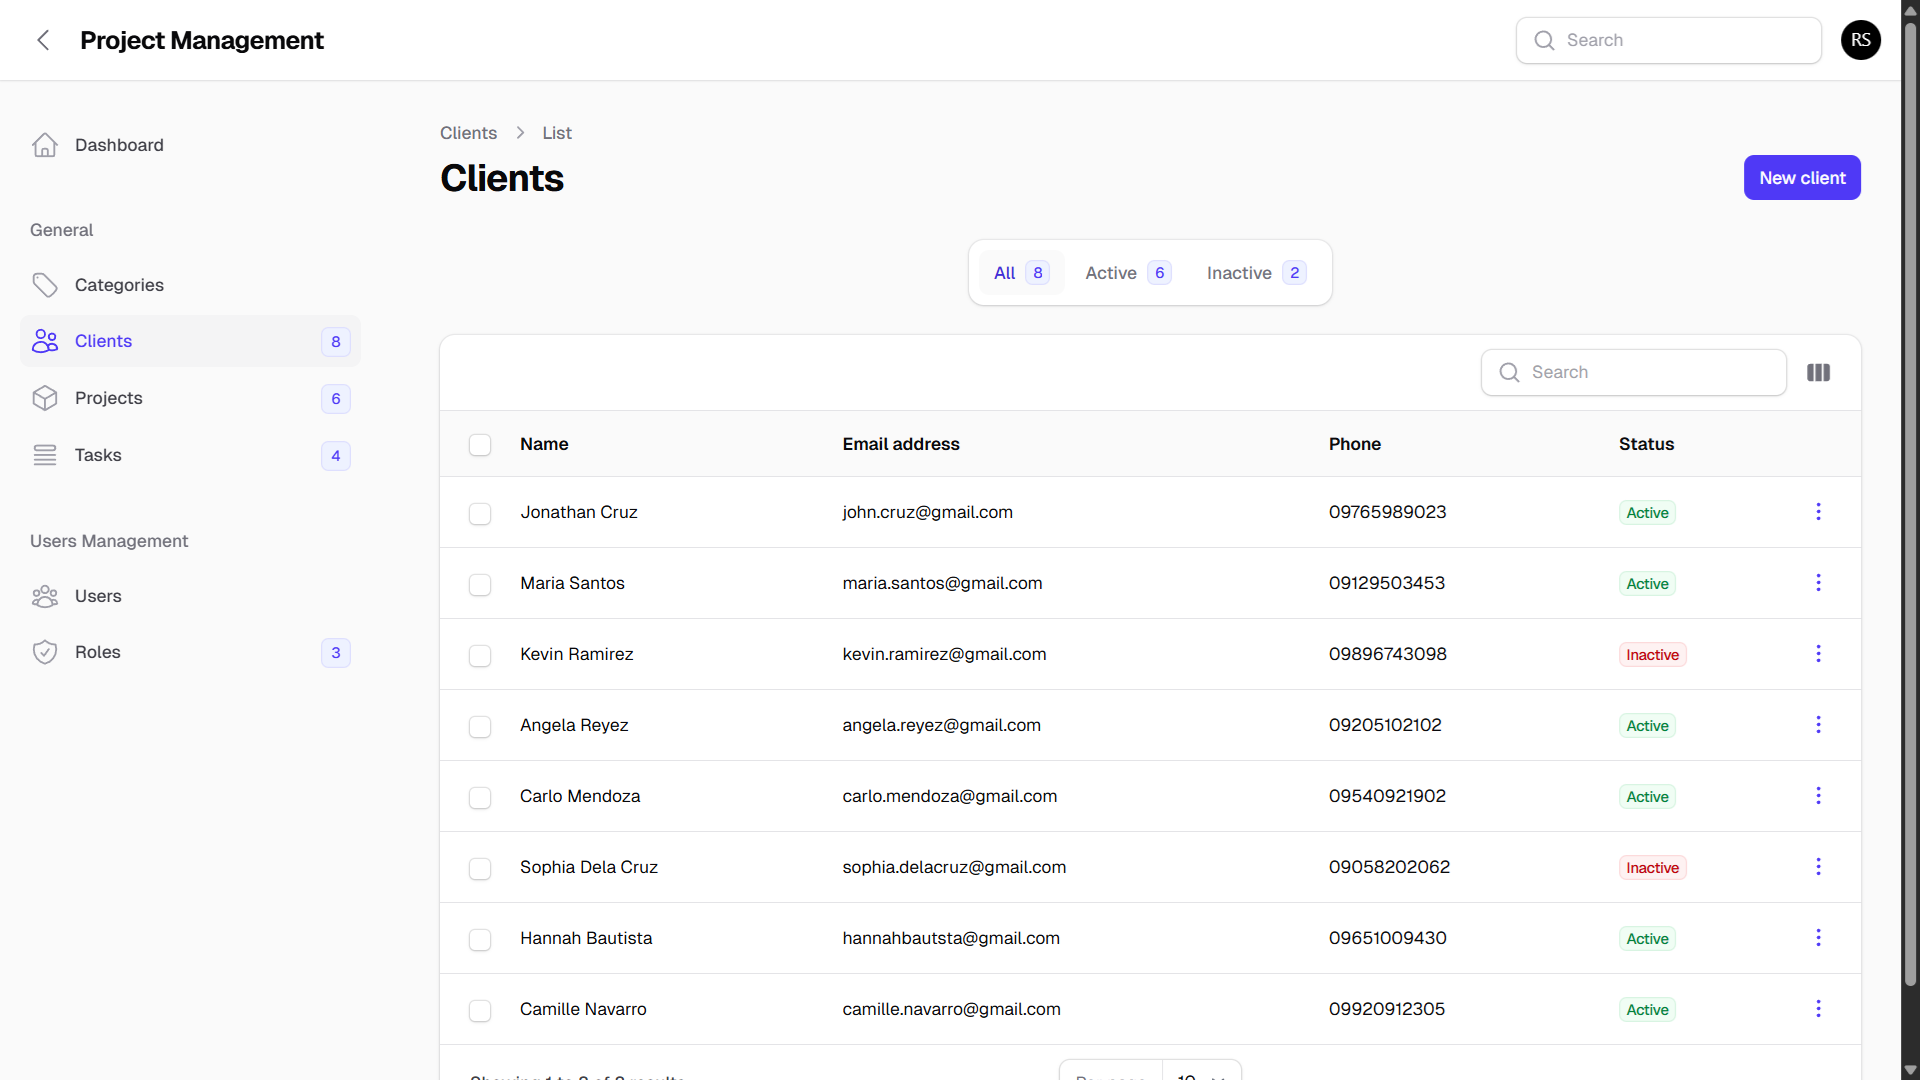 Project Management
Search
RS
Dashboard
General
Categories
Clients 8
Projects 6
Tasks 4
Users Management
Users
Roles 3
Clients > List
Clients
New client
All 8 Active 6 Inactive 2
Search
Name Email address Phone Status
Jonathan Cruz john.cruz@gmail.com 09765989023 Active
Maria Santos maria.santos@gmail.com 09129503453 Active
Kevin Ramirez kevin.ramirez@gmail.com 09896743098 Inactive
Angela Reyez angela.reyez@gmail.com 09205102102 Active
Carlo Mendoza carlo.mendoza@gmail.com 09540921902 Active
Sophia Dela Cruz sophia.delacruz@gmail.com 09058202062 Inactive
Hannah Bautista hannahbautsta@gmail.com 09651009430 Active
Camille Navarro camille.navarro@gmail.com 09920912305 Active